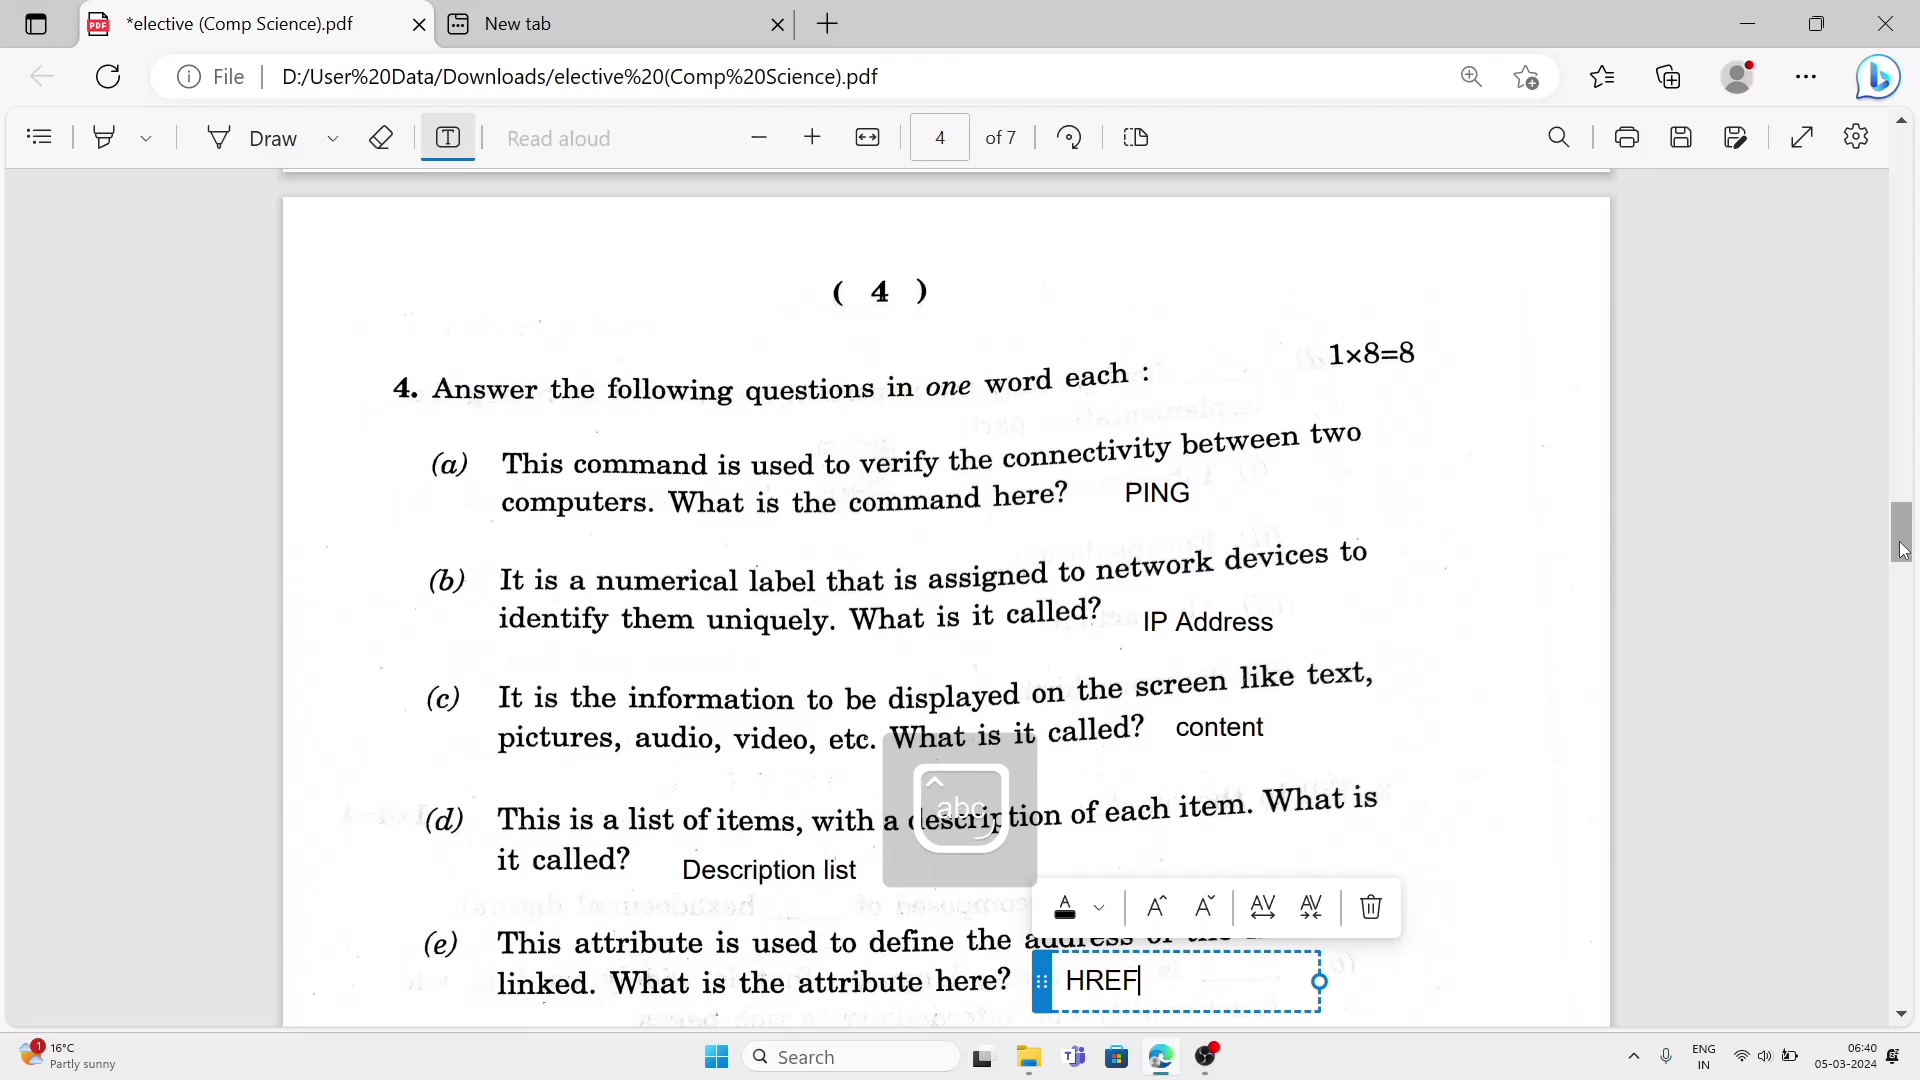 *elective (Comp Science).pdf
New tab
File
D:/User%20Data/Downloads/elective%20(Comp%20Science).pdf
Draw
Read aloud
4 of 7
( 4 )
4. Answer the following questions in one word each : 1×8=8
(a) This command is used to verify the connectivity between two
computers. What is the command here? PING
(b) It is a numerical label that is assigned to network devices to
identify them uniquely. What is it called? IP Address
(c) It is the information to be displayed on the screen like text,
pictures, audio, video, etc. What is it called? content
(d) This is a list of items, with a description of each item. What is
it called? Description list
abc
(e) This attribute is used to define the address of the
linked. What is the attribute here? HREF
1
16°C
Partly sunny
Search
ENG
IN
06:40
05-03-2024